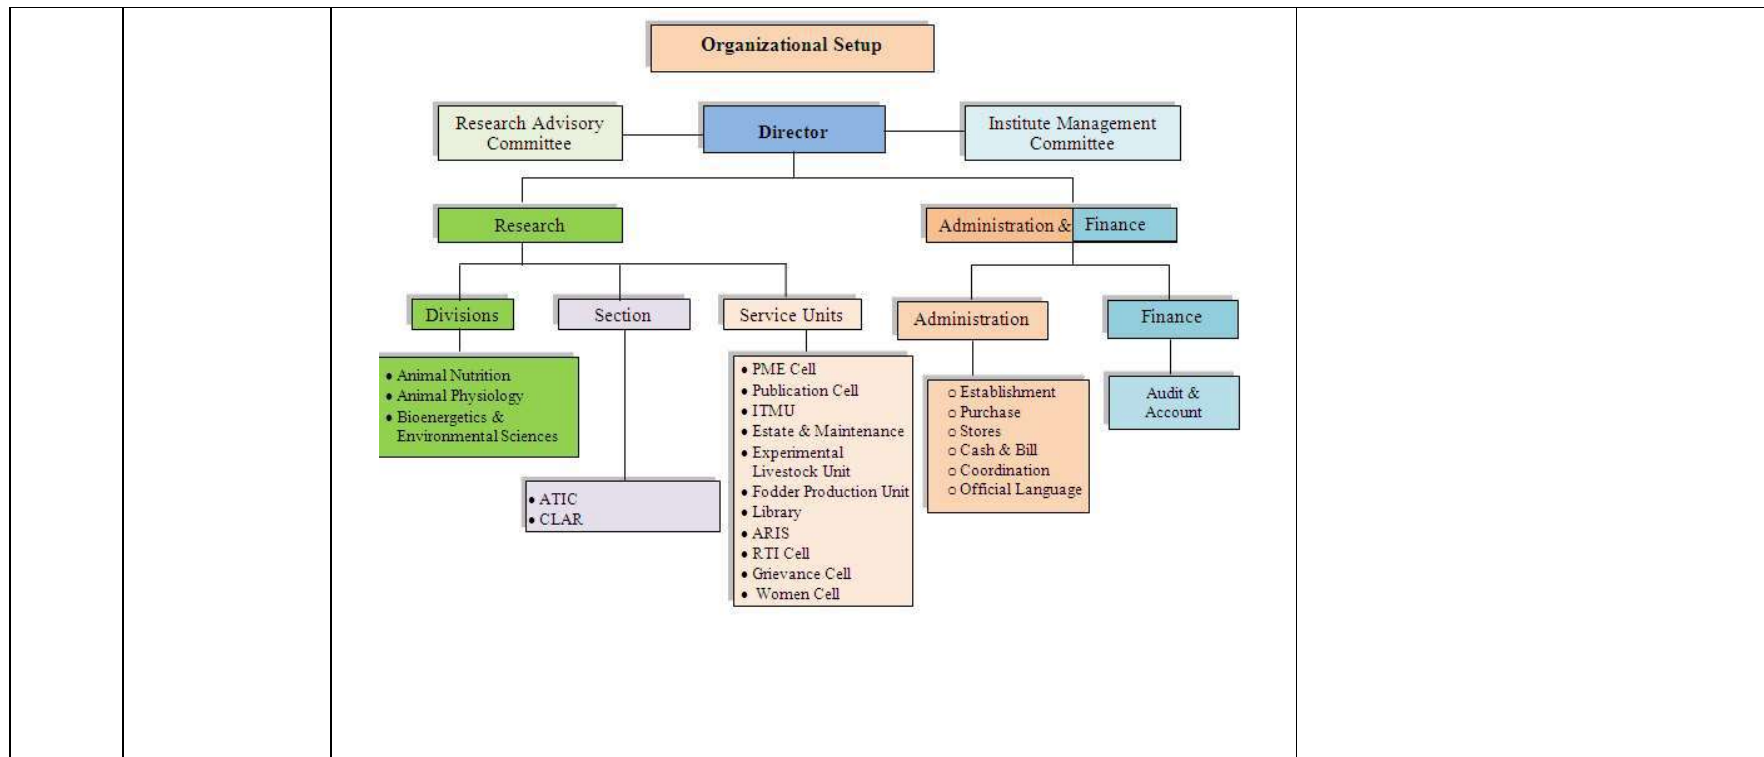 Organizational Setup
Research Advisory
Committee
Director
Institute Management
Committee
Research
Administration & Finance
Divisions
Section
Service Units
Administration
Finance
• Animal Nutrition
• Animal Physiology
• Bioenergetics &
Environmental Sciences
• ATIC
• CLAR
• PME Cell
• Publication Cell
• ITMU
• Estate & Maintenance
• Experimental
Livestock Unit
• Fodder Production Unit
• Library
• ARIS
• RTI Cell
• Grievance Cell
• Women Cell
o Establishment
o Purchase
o Stores
o Cash & Bill
o Coordination
o Official Language
Audit &
Account